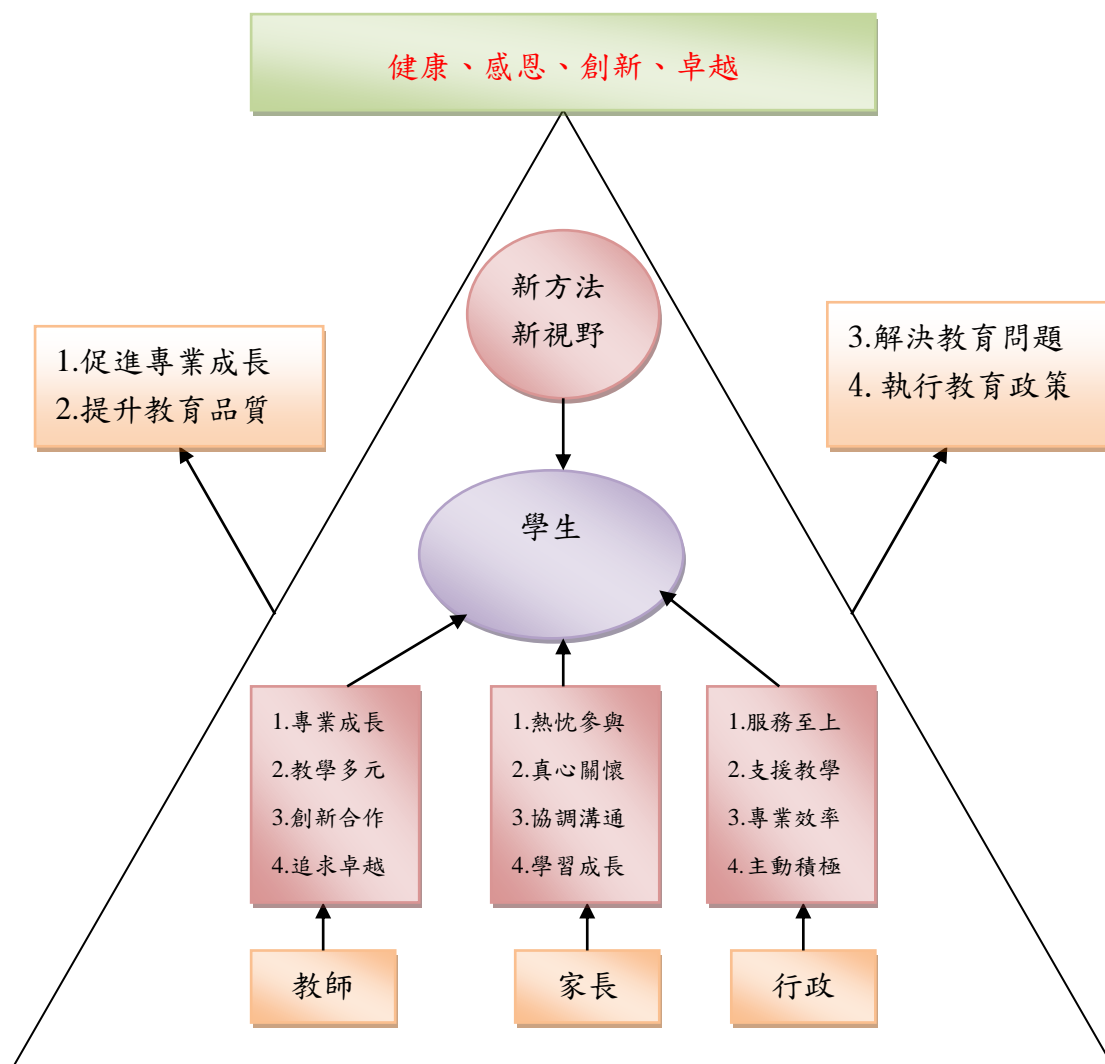 健康、感恩、創新、卓越
新方法
新視野
1.促進專業成長
2.提升教育品質
3.解決教育問題
4. 執行教育政策
學生
1.專業成長
2.教學多元
3.創新合作
4.追求卓越
1.熱忱參與
2.真心關懷
3.協調溝通
4.學習成長
1.服務至上
2.支援教學
3.專業效率
4.主動積極
教師
家長
行政